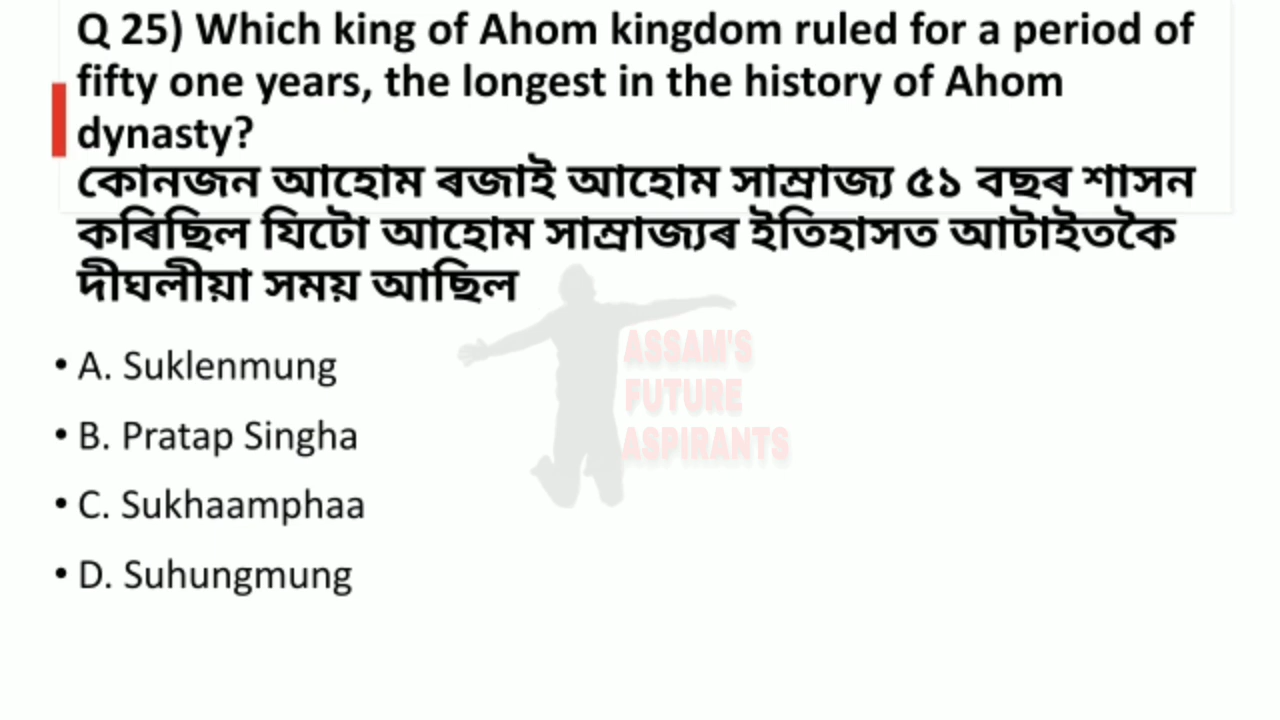 Q 25) Which king of Ahom kingdom ruled for a period of
fifty one years, the longest in the history of Ahom
dynasty?
কোনজন আহোম ৰজাই আহোম সাম্ৰাজ্য ৫১ বছৰ শাসন
কৰিছিল যিটো আহোম সাম্ৰাজ্যৰ ইতিহাসত আটাইতকৈ
দীঘলীয়া সময় আছিল
• A. Suklenmung
• B. Pratap Singha
• C. Sukhaamphaa
• D. Suhungmung
ASSAM'S
FUTURE
ASPIRANTS